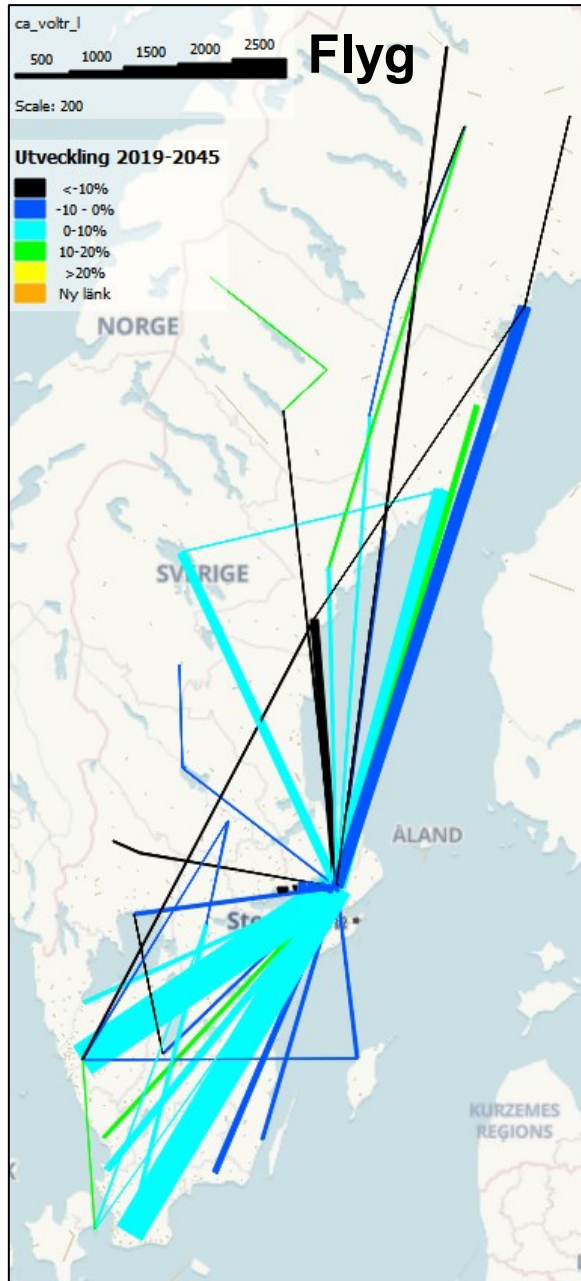 ca_voltr_l
Flyg
500 1000 1500 2000 2500
Scale: 200
Utveckling 2019-2045
<-10%
-10 - 0%
0-10%
10-20%
>20%
Ny länk
NORGE
SVERIGE
ÅLAND
KURZEMES
REGIONS